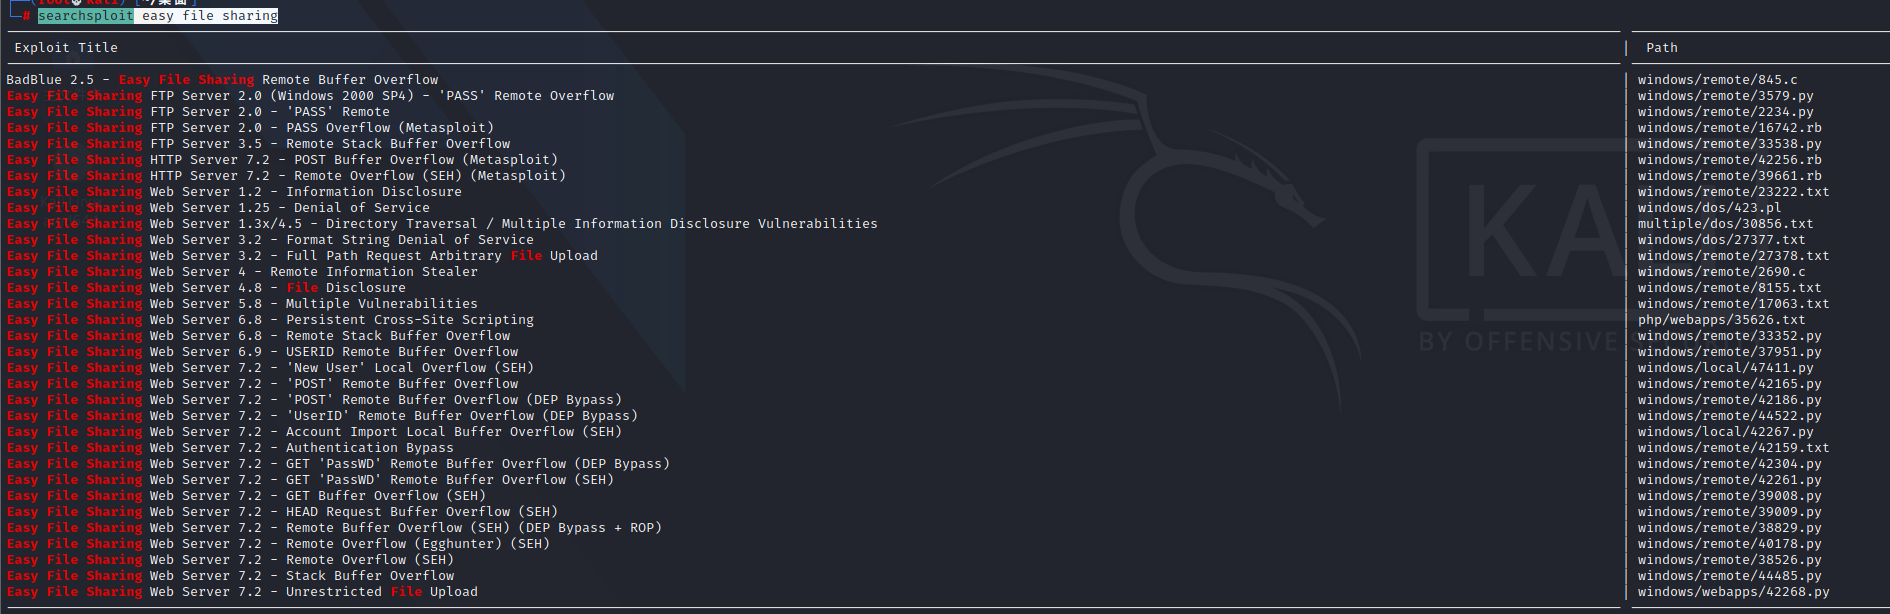 (root kali) [~/桌面]
# searchsploit easy file sharing
Exploit Title | Path
BadBlue 2.5 - Easy File Sharing Remote Buffer Overflow | windows/remote/845.c
Easy File Sharing FTP Server 2.0 (Windows 2000 SP4) - 'PASS' Remote Overflow | windows/remote/3579.py
Easy File Sharing FTP Server 2.0 - 'PASS' Remote | windows/remote/2234.py
Easy File Sharing FTP Server 2.0 - PASS Overflow (Metasploit) | windows/remote/16742.rb
Easy File Sharing FTP Server 3.5 - Remote Stack Buffer Overflow | windows/remote/33538.py
Easy File Sharing HTTP Server 7.2 - POST Buffer Overflow (Metasploit) | windows/remote/42256.rb
Easy File Sharing HTTP Server 7.2 - Remote Overflow (SEH) (Metasploit) | windows/remote/39661.rb
Easy File Sharing Web Server 1.2 - Information Disclosure | windows/remote/23222.txt
Easy File Sharing Web Server 1.25 - Denial of Service | windows/dos/423.pl
Easy File Sharing Web Server 1.3x/4.5 - Directory Traversal / Multiple Information Disclosure Vulnerabilities | multiple/dos/30856.txt
Easy File Sharing Web Server 3.2 - Format String Denial of Service | windows/dos/27377.txt
Easy File Sharing Web Server 3.2 - Full Path Request Arbitrary File Upload | windows/remote/27378.txt
Easy File Sharing Web Server 4 - Remote Information Stealer | windows/remote/2690.c
Easy File Sharing Web Server 4.8 - File Disclosure | windows/remote/8155.txt
Easy File Sharing Web Server 5.8 - Multiple Vulnerabilities | windows/remote/17063.txt
Easy File Sharing Web Server 6.8 - Persistent Cross-Site Scripting | php/webapps/35626.txt
Easy File Sharing Web Server 6.8 - Remote Stack Buffer Overflow | windows/remote/33352.py
Easy File Sharing Web Server 6.9 - USERID Remote Buffer Overflow | windows/remote/37951.py
Easy File Sharing Web Server 7.2 - 'New User' Local Overflow (SEH) | windows/local/47411.py
Easy File Sharing Web Server 7.2 - 'POST' Remote Buffer Overflow | windows/remote/42165.py
Easy File Sharing Web Server 7.2 - 'POST' Remote Buffer Overflow (DEP Bypass) | windows/remote/42186.py
Easy File Sharing Web Server 7.2 - 'UserID' Remote Buffer Overflow (DEP Bypass) | windows/remote/44522.py
Easy File Sharing Web Server 7.2 - Account Import Local Buffer Overflow (SEH) | windows/local/42267.py
Easy File Sharing Web Server 7.2 - Authentication Bypass | windows/remote/42159.txt
Easy File Sharing Web Server 7.2 - GET 'PassWD' Remote Buffer Overflow (DEP Bypass) | windows/remote/42304.py
Easy File Sharing Web Server 7.2 - GET 'PassWD' Remote Buffer Overflow (SEH) | windows/remote/42261.py
Easy File Sharing Web Server 7.2 - GET Buffer Overflow (SEH) | windows/remote/39008.py
Easy File Sharing Web Server 7.2 - HEAD Request Buffer Overflow (SEH) | windows/remote/39009.py
Easy File Sharing Web Server 7.2 - Remote Buffer Overflow (SEH) (DEP Bypass + ROP) | windows/remote/38829.py
Easy File Sharing Web Server 7.2 - Remote Overflow (Egghunter) (SEH) | windows/remote/40178.py
Easy File Sharing Web Server 7.2 - Remote Overflow (SEH) | windows/remote/38526.py
Easy File Sharing Web Server 7.2 - Stack Buffer Overflow | windows/remote/44485.py
Easy File Sharing Web Server 7.2 - Unrestricted File Upload | windows/webapps/42268.py
KA
BY OFFENSIVE